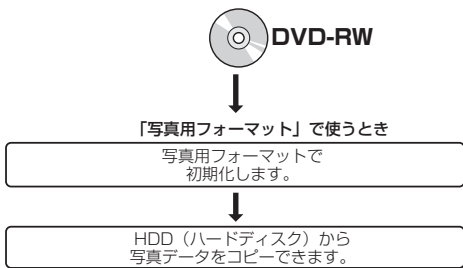 DVD-RW
「写真用フォーマット」で使うとき
写真用フォーマットで
初期化します。
HDD（ハードディスク）から
写真データをコピーできます。